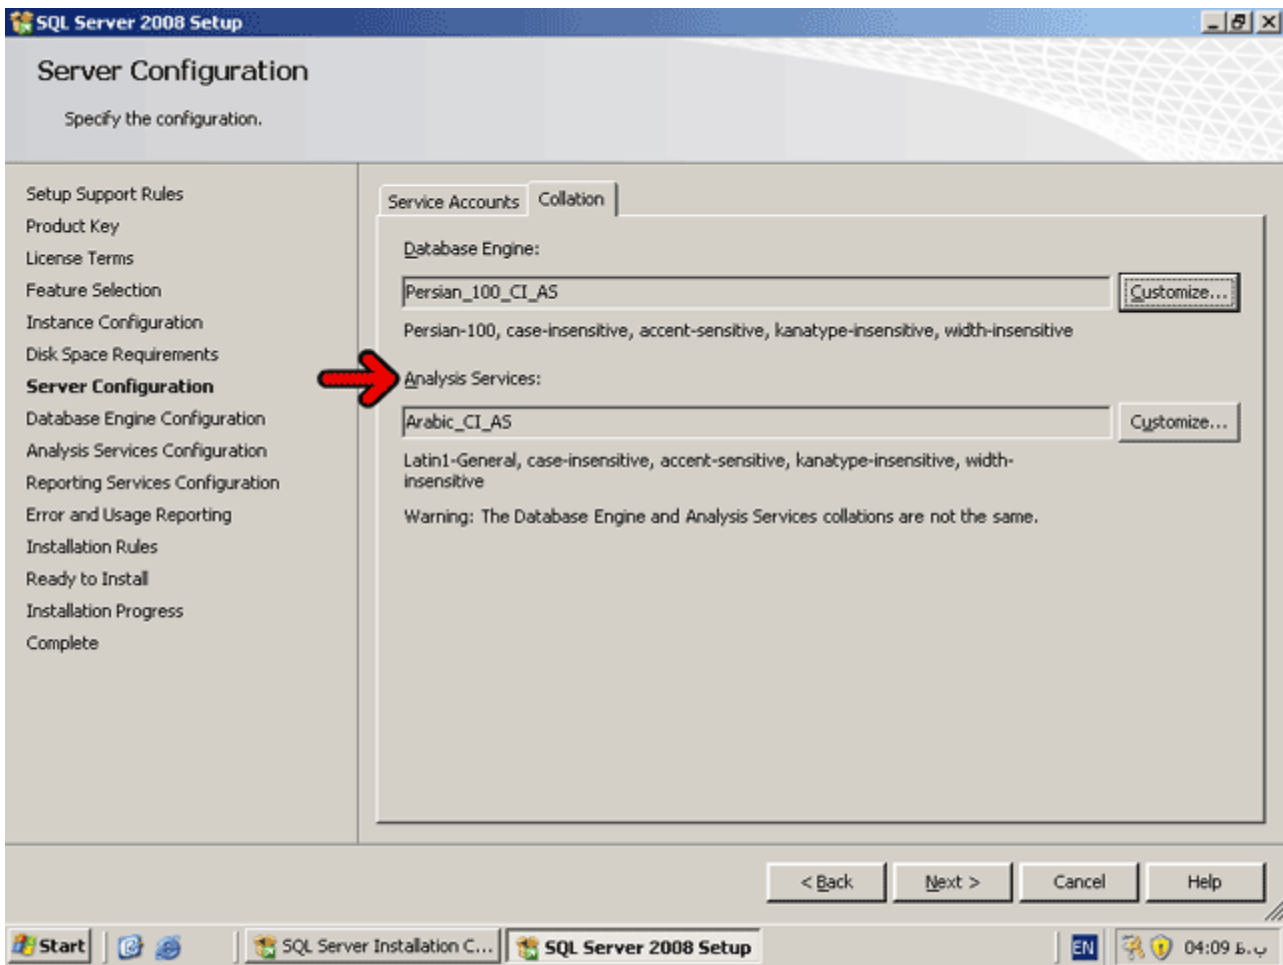 SQL Server 2008 Setup
Server Configuration
Specify the configuration.
Setup Support Rules
Product Key
License Terms
Feature Selection
Instance Configuration
Disk Space Requirements
Server Configuration
Database Engine Configuration
Analysis Services Configuration
Reporting Services Configuration
Error and Usage Reporting
Installation Rules
Ready to Install
Installation Progress
Complete
Service Accounts
Collation
Database Engine:
Persian_100_CI_AS
Customize...
Persian-100, case-insensitive, accent-sensitive, kanatype-insensitive, width-insensitive
Analysis Services:
Arabic_CI_AS
Customize...
Latin1-General, case-insensitive, accent-sensitive, kanatype-insensitive, width-
insensitive
Warning: The Database Engine and Analysis Services collations are not the same.
< Back
Next >
Cancel
Help
Start
SQL Server Installation C...
SQL Server 2008 Setup
EN
04:09 ب.ظ